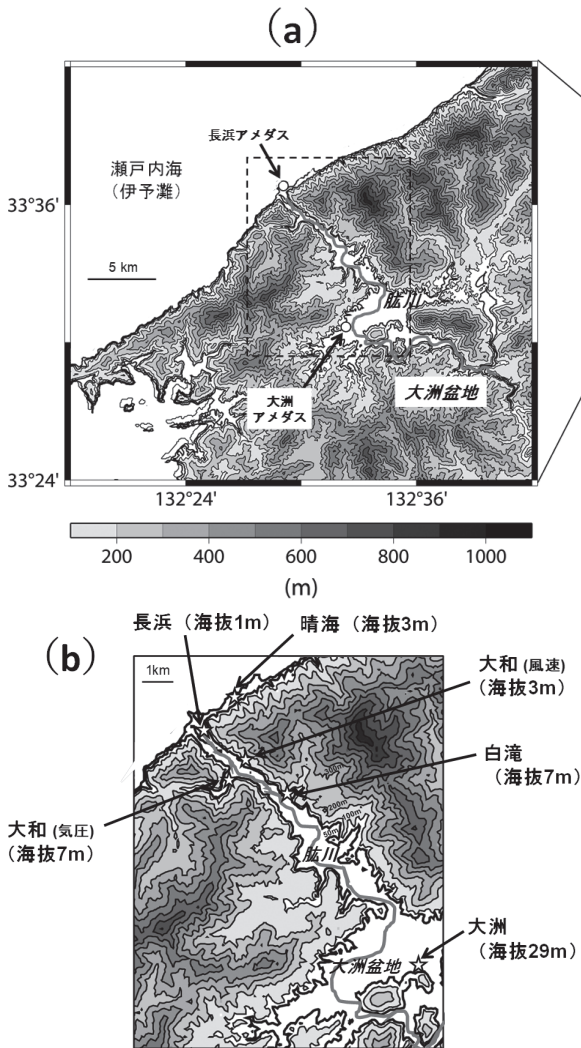 (a)
長浜アメダス
瀬戸内海
(伊予灘)
33°36'
5 km
肱川
大洲
アメダス
大洲盆地
33°24'
132°24'
132°36'
200
400
600
800
1000
(m)
(b)
長浜（海抜1m）
晴海（海抜3m）
1km
大和 (風速)
（海抜3m）
白滝
（海抜7m）
200m
200m
100m
50m
大和 (気圧)
（海抜7m）
肱川
大洲
（海抜29m）
大洲盆地